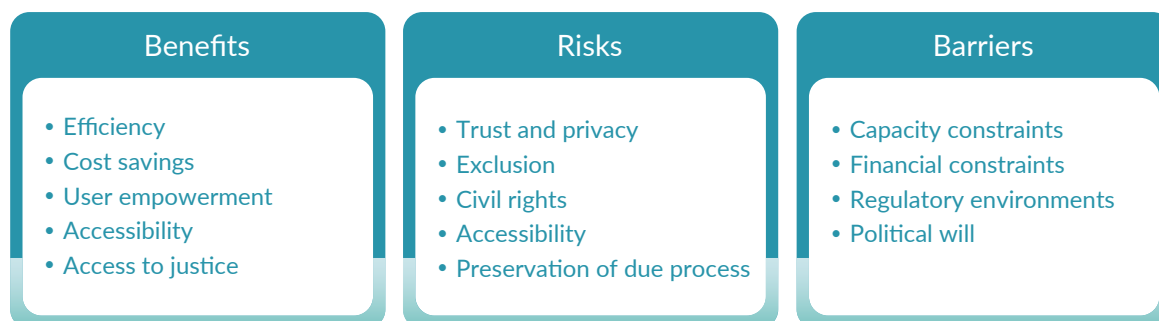 Benefits
• Efficiency
• Cost savings
• User empowerment
• Accessibility
• Access to justice
Risks
• Trust and privacy
• Exclusion
• Civil rights
• Accessibility
• Preservation of due process
Barriers
• Capacity constraints
• Financial constraints
• Regulatory environments
• Political will